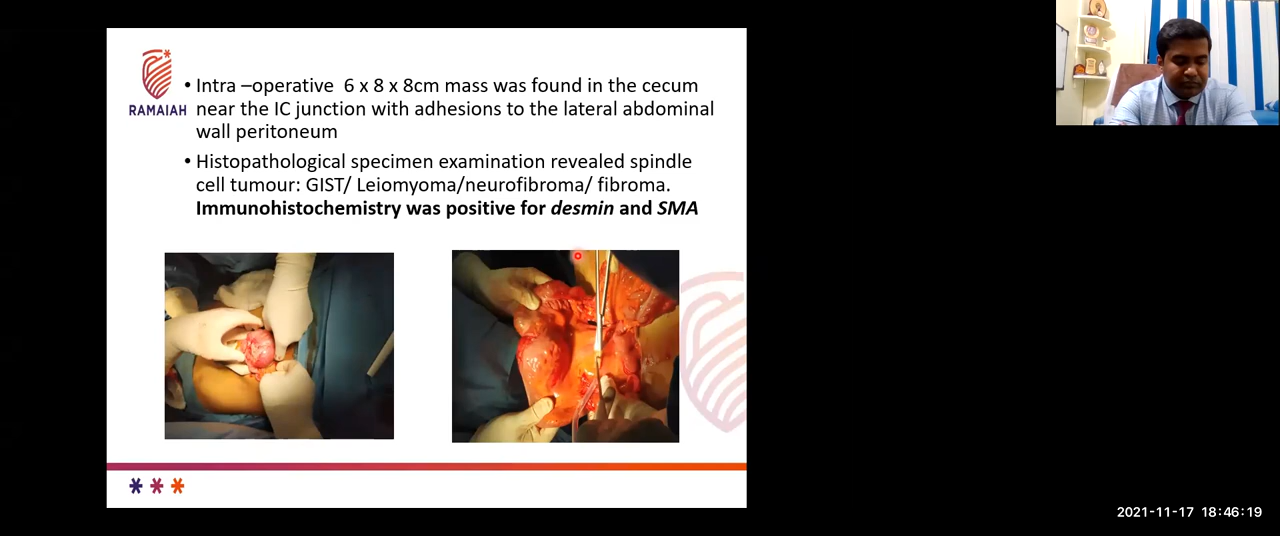 • Intra –operative 6 x 8 x 8cm mass was found in the cecum
RAMAIAH near the IC junction with adhesions to the lateral abdominal
wall peritoneum
• Histopathological specimen examination revealed spindle
cell tumour: GIST/ Leiomyoma/neurofibroma/ fibroma.
Immunohistochemistry was positive for desmin and SMA
2021-11-17 18:46:19